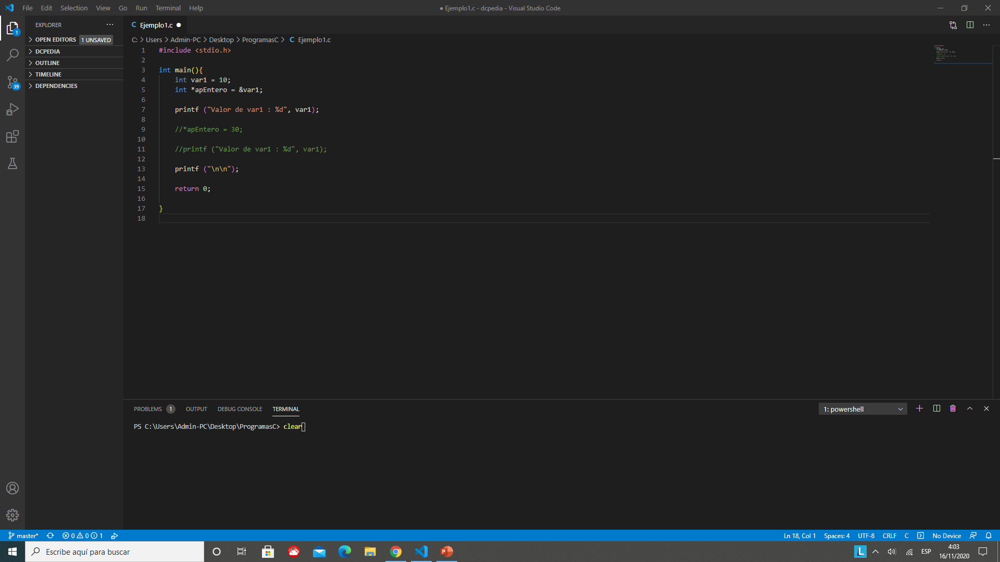 File Edit Selection View Go Run Terminal Help
● Ejemplo1.c - dcpedia - Visual Studio Code
EXPLORER
1
OPEN EDITORS 1 UNSAVED
DCPEDIA
OUTLINE
TIMELINE
DEPENDENCIES
39
C Ejemplo1.c ●
C: > Users > Admin-PC > Desktop > ProgramasC > C Ejemplo1.c
1 #include <stdio.h>
2
3 int main(){
4 int var1 = 10;
5 int *apEntero = &var1;
6
7 printf ("Valor de var1 : %d", var1);
8
9 //*apEntero = 30;
10
11 //printf ("Valor de var1 : %d", var1);
12
13 printf ("\n\n");
14
15 return 0;
16
17 }
18
PROBLEMS 1 OUTPUT DEBUG CONSOLE TERMINAL
1: powershell
PS C:\Users\Admin-PC\Desktop\ProgramasC> clear
master* 0 0 1
Ln 18, Col 1 Spaces: 4 UTF-8 CRLF C No Device
Escribe aquí para buscar
P
L
ESP
4:03
16/11/2020